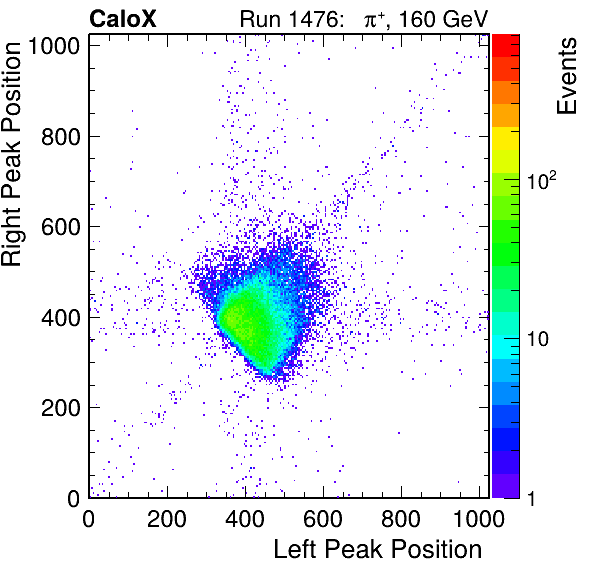 CaloX Run 1476: π⁺, 160 GeV
Right Peak Position
1000
800
600
400
200
0
0 200 400 600 800 1000
Left Peak Position
Events
10²
10
1